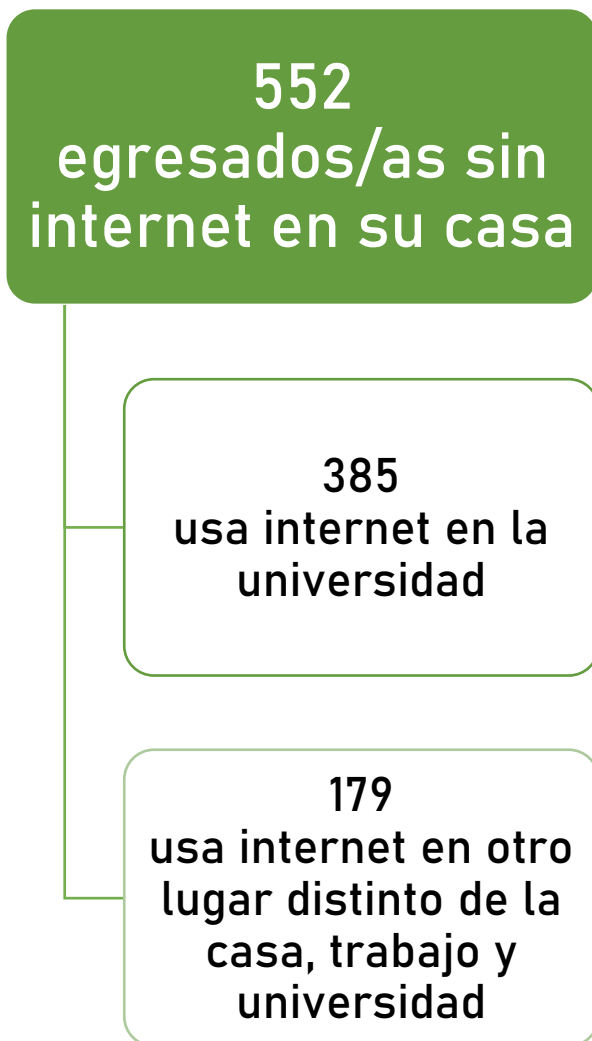 552
egresados/as sin
internet en su casa
385
usa internet en la
universidad
179
usa internet en otro
lugar distinto de la
casa, trabajo y
universidad